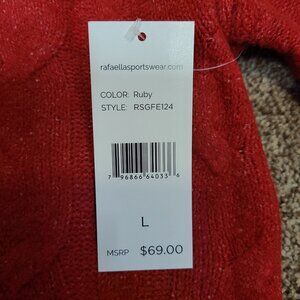 rafaellasportswear.com
COLOR: Ruby
STYLE: RSGFE124
7 96866 64033 6
L
MSRP $69.00